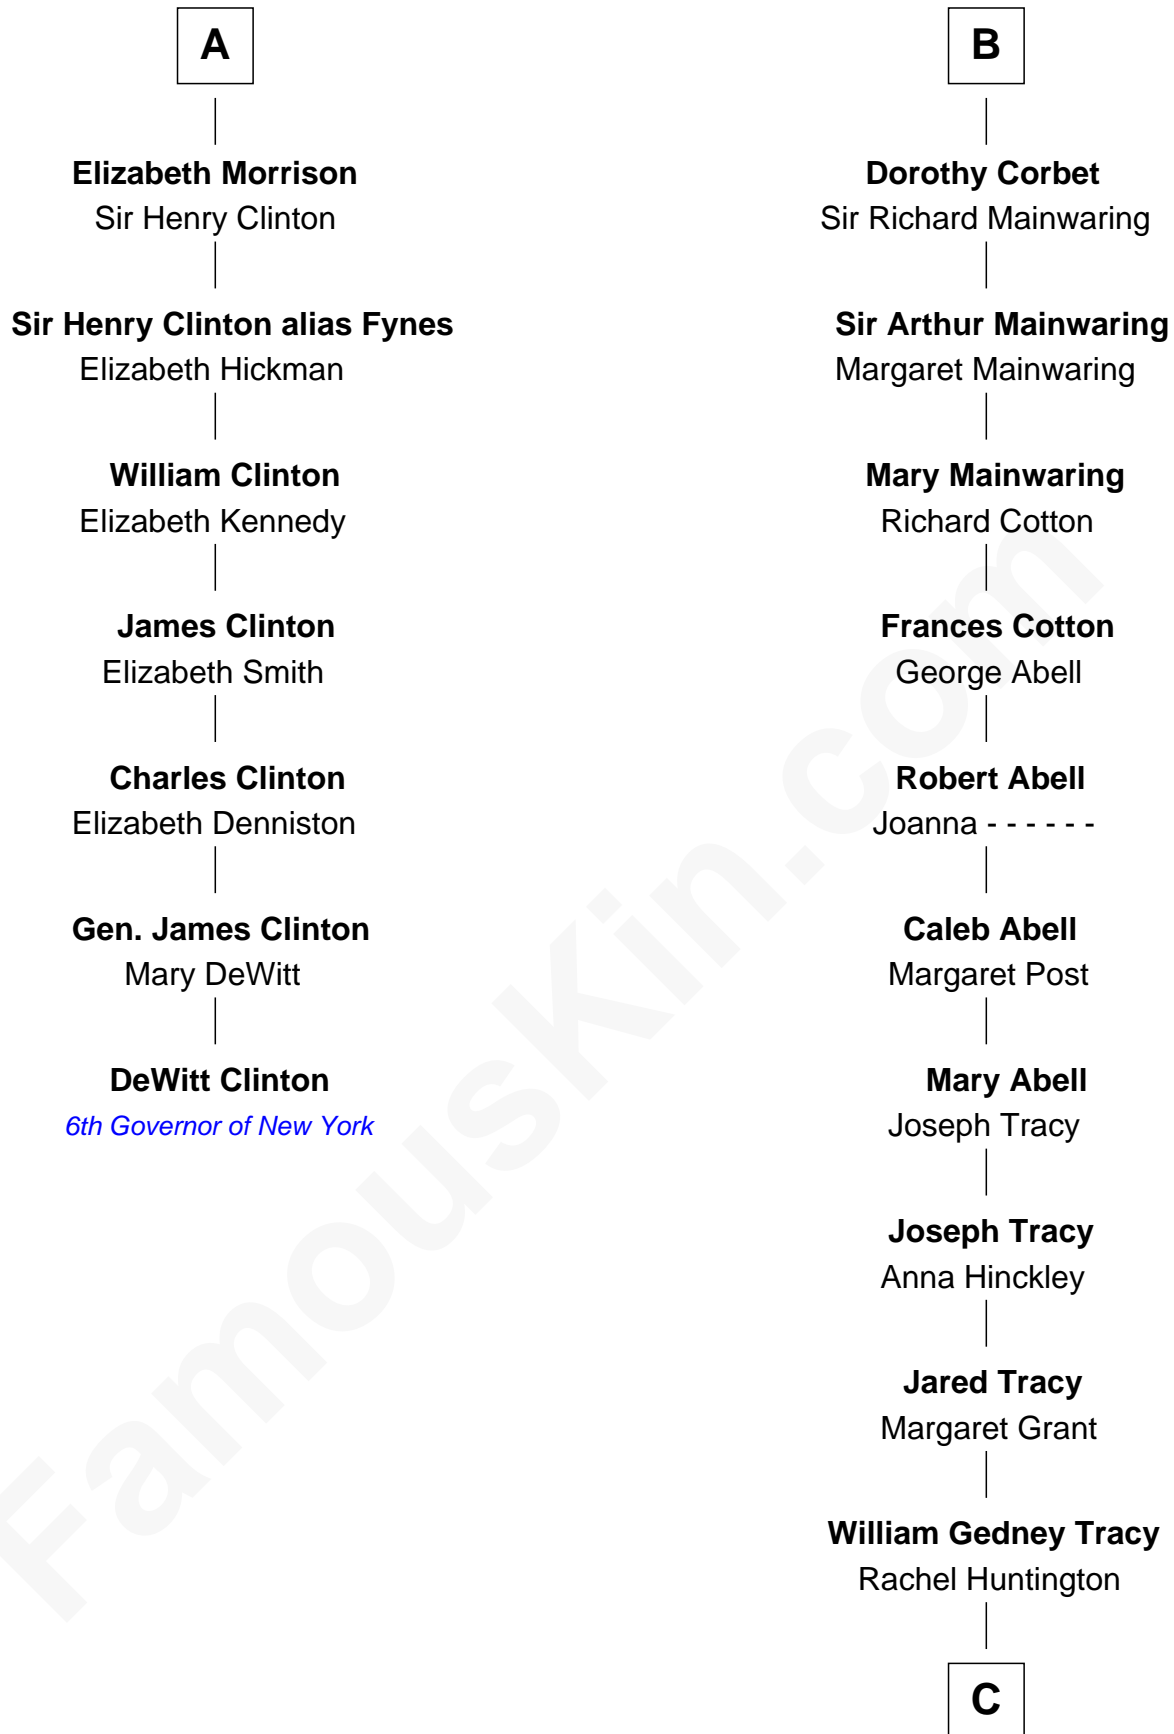 A
Elizabeth Morrison
Sir Henry Clinton
Sir Henry Clinton alias Fynes
Elizabeth Hickman
William Clinton
Elizabeth Kennedy
James Clinton
Elizabeth Smith
Charles Clinton
Elizabeth Denniston
Gen. James Clinton
Mary DeWitt
DeWitt Clinton
6th Governor of New York
B
Dorothy Corbet
Sir Richard Mainwaring
Sir Arthur Mainwaring
Margaret Mainwaring
Mary Mainwaring
Richard Cotton
Frances Cotton
George Abell
Robert Abell
Joanna - - - - - -
Caleb Abell
Margaret Post
Mary Abell
Joseph Tracy
Joseph Tracy
Anna Hinckley
Jared Tracy
Margaret Grant
William Gedney Tracy
Rachel Huntington
C
FamousKin.com